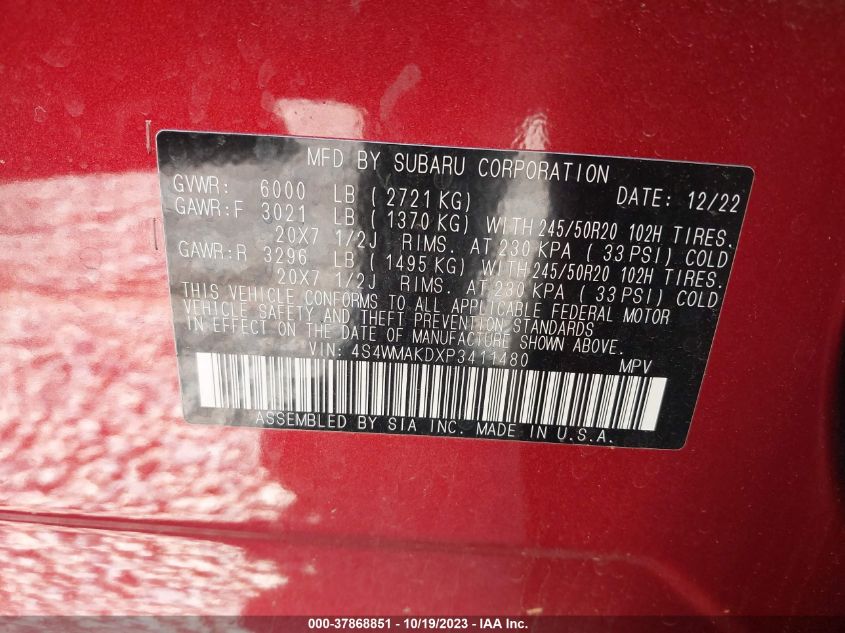 MFD BY SUBARU CORPORATION
GVWR: 6000 LB ( 2721 KG) DATE: 12/22
GAWR:F 3021 LB ( 1370 KG) WITH 245/50R20 102H TIRES.
20X7 1/2J RIMS. AT 230 KPA ( 33 PSI) COLD
GAWR:R 3296 LB ( 1495 KG) WITH 245/50R20 102H TIRES.
20X7 1/2J RIMS. AT 230 KPA ( 33 PSI) COLD
THIS VEHICLE CONFORMS TO ALL APPLICABLE FEDERAL MOTOR
VEHICLE SAFETY AND THEFT PREVENTION STANDARDS
IN EFFECT ON THE DATE OF MANUFACTURE SHOWN ABOVE.
VIN: 4S4WMAKDXP3411480 MPV
ASSEMBLED BY SIA INC. MADE IN U.S.A.
000-37868851 - 10/19/2023 - IAA Inc.